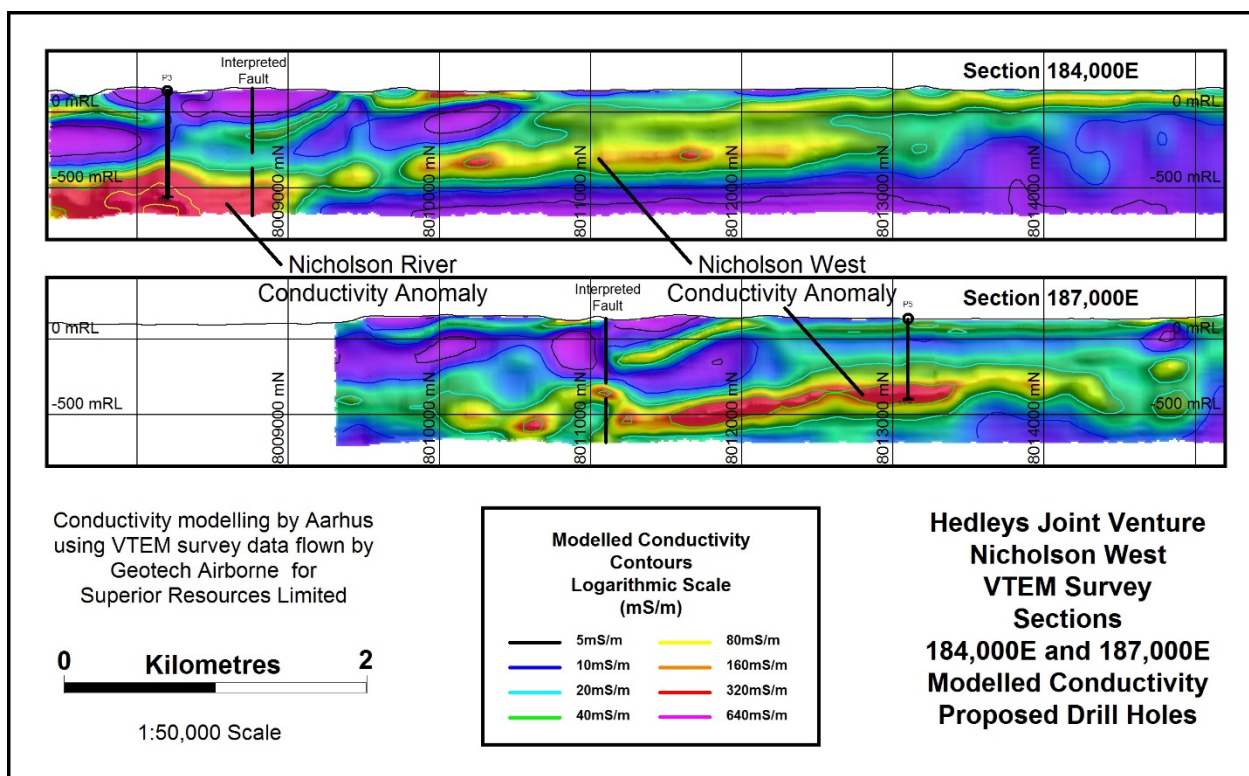 P3
Interpreted
Fault
Section 184,000E
0 mRL
0 mRL
-500 mRL
-500 mRL
8009000 mN
8010000 mN
8011000 mN
8012000 mN
8013000 mN
8014000 mN
Nicholson River
Conductivity Anomaly
Nicholson West
Conductivity Anomaly
Interpreted
Fault
P5
Section 187,000E
0 mRL
0 mRL
-500 mRL
-500 mRL
8009000 mN
8010000 mN
8011000 mN
8012000 mN
8013000 mN
8014000 mN
Conductivity modelling by Aarhus
using VTEM survey data flown by
Geotech Airborne for
Superior Resources Limited
0 Kilometres 2
1:50,000 Scale
Modelled Conductivity
Contours
Logarithmic Scale
(mS/m)
5mS/m
10mS/m
20mS/m
40mS/m
80mS/m
160mS/m
320mS/m
640mS/m
Hedleys Joint Venture
Nicholson West
VTEM Survey
Sections
184,000E and 187,000E
Modelled Conductivity
Proposed Drill Holes